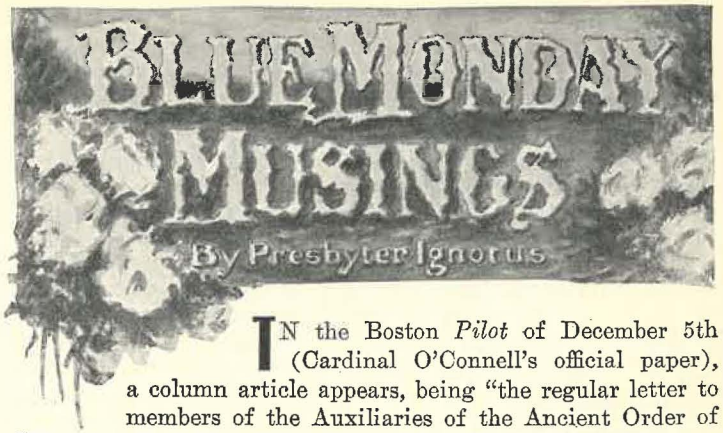 BLUE MONDAY
MUSINGS
By Presbyter Ignotus
IN the Boston Pilot of December 5th
(Cardinal O'Connell's official paper),
a column article appears, being "the regular letter to
members of the Auxiliaries of the Ancient Order of